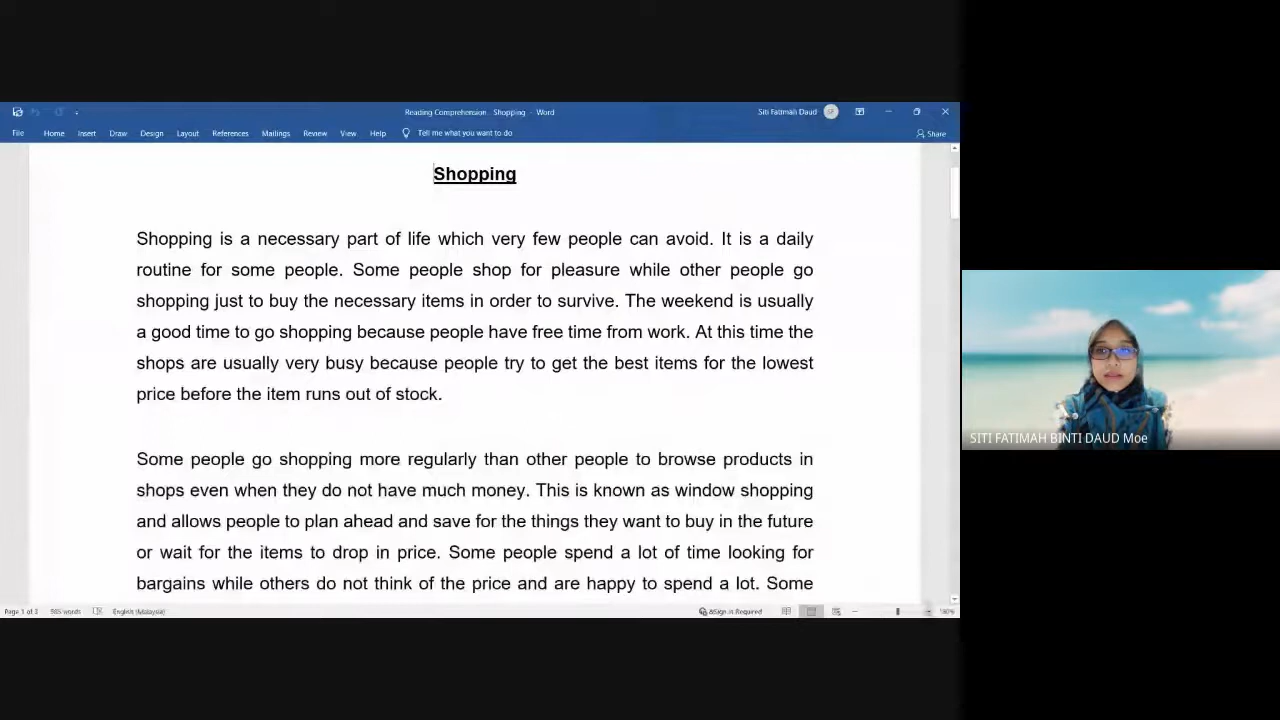 Reading Comprehension Shopping - Word
Siti Fatimah Daud
File Home Insert Draw Design Layout References Mailings Review View Help Tell me what you want to do
Share
Shopping
Shopping is a necessary part of life which very few people can avoid. It is a daily
routine for some people. Some people shop for pleasure while other people go
shopping just to buy the necessary items in order to survive. The weekend is usually
a good time to go shopping because people have free time from work. At this time the
shops are usually very busy because people try to get the best items for the lowest
price before the item runs out of stock.
Some people go shopping more regularly than other people to browse products in
shops even when they do not have much money. This is known as window shopping
and allows people to plan ahead and save for the things they want to buy in the future
or wait for the items to drop in price. Some people spend a lot of time looking for
bargains while others do not think of the price and are happy to spend a lot. Some
Page 1 of 3 words English (Malaysia)
Sign in Required
SITI FATIMAH BINTI DAUD Moe